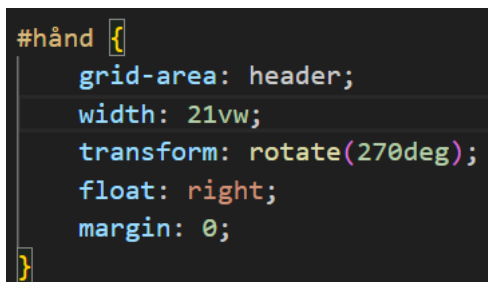 #hånd {
    grid-area: header;
    width: 21vw;
    transform: rotate(270deg);
    float: right;
    margin: 0;
}